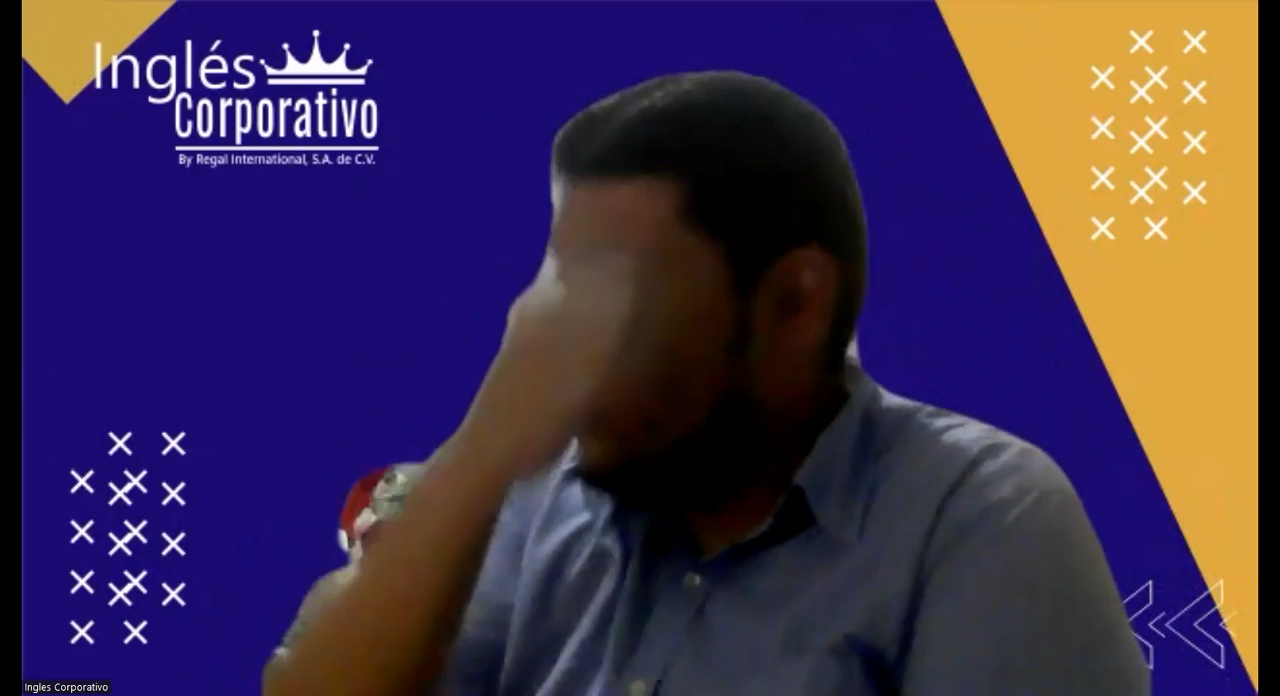 Inglés
Corporativo
By Regal International, S.A. de C.V.
Ingles Corporativo